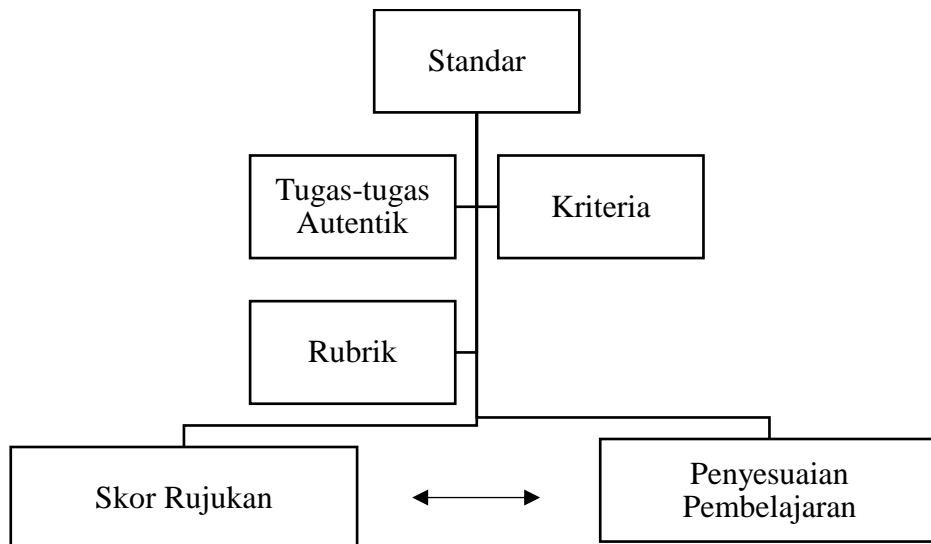 Standar
Tugas-tugas
Autentik
Kriteria
Rubrik
Skor Rujukan
Penyesuaian
Pembelajaran